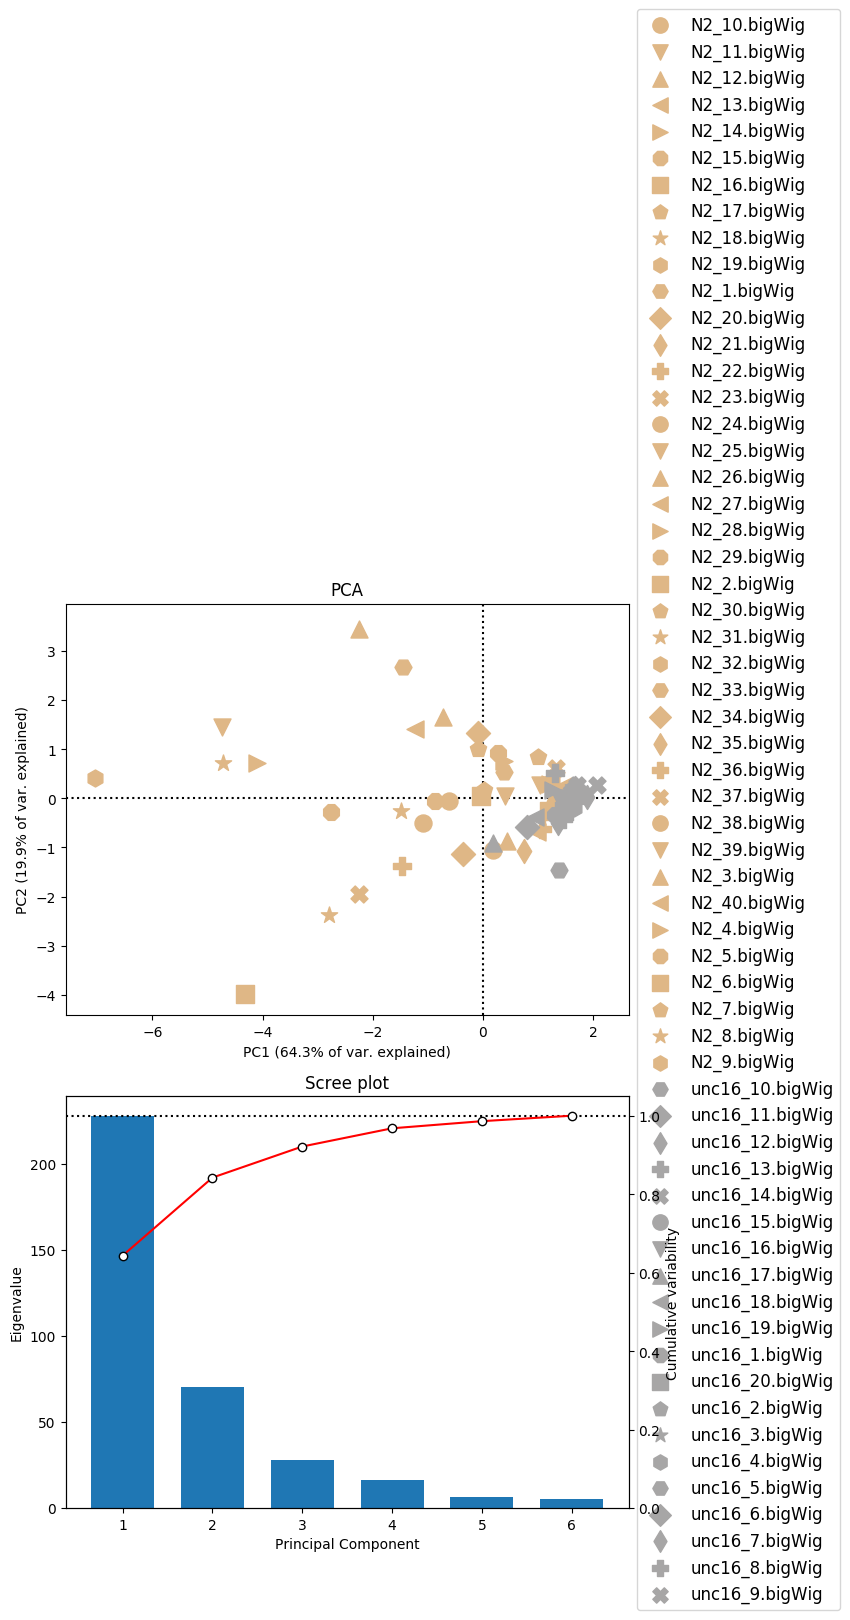 N2_10.bigWig
N2_11.bigWig
N2_12.bigWig
N2_13.bigWig
N2_14.bigWig
N2_15.bigWig
N2_16.bigWig
N2_17.bigWig
N2_18.bigWig
N2_19.bigWig
N2_1.bigWig
N2_20.bigWig
N2_21.bigWig
N2_22.bigWig
N2_23.bigWig
N2_24.bigWig
N2_25.bigWig
N2_26.bigWig
N2_27.bigWig
N2_28.bigWig
N2_29.bigWig
N2_2.bigWig
N2_30.bigWig
N2_31.bigWig
N2_32.bigWig
N2_33.bigWig
N2_34.bigWig
N2_35.bigWig
N2_36.bigWig
N2_37.bigWig
N2_38.bigWig
N2_39.bigWig
N2_3.bigWig
N2_40.bigWig
N2_4.bigWig
N2_5.bigWig
N2_6.bigWig
N2_7.bigWig
N2_8.bigWig
N2_9.bigWig
unc16_10.bigWig
unc16_11.bigWig
unc16_12.bigWig
unc16_13.bigWig
unc16_14.bigWig
unc16_15.bigWig
unc16_16.bigWig
unc16_17.bigWig
unc16_18.bigWig
unc16_19.bigWig
unc16_1.bigWig
unc16_20.bigWig
unc16_2.bigWig
unc16_3.bigWig
unc16_4.bigWig
unc16_5.bigWig
unc16_6.bigWig
unc16_7.bigWig
unc16_8.bigWig
unc16_9.bigWig
PCA
PC2 (19.9% of var. explained)
3
2
1
0
−1
−2
−3
−4
−6
−4
−2
0
2
PC1 (64.3% of var. explained)
Scree plot
Eigenvalue
200
150
100
50
0
1.0
0.8
0.6
0.4
0.2
0.0
Cumulative variability
1
2
3
4
5
6
Principal Component